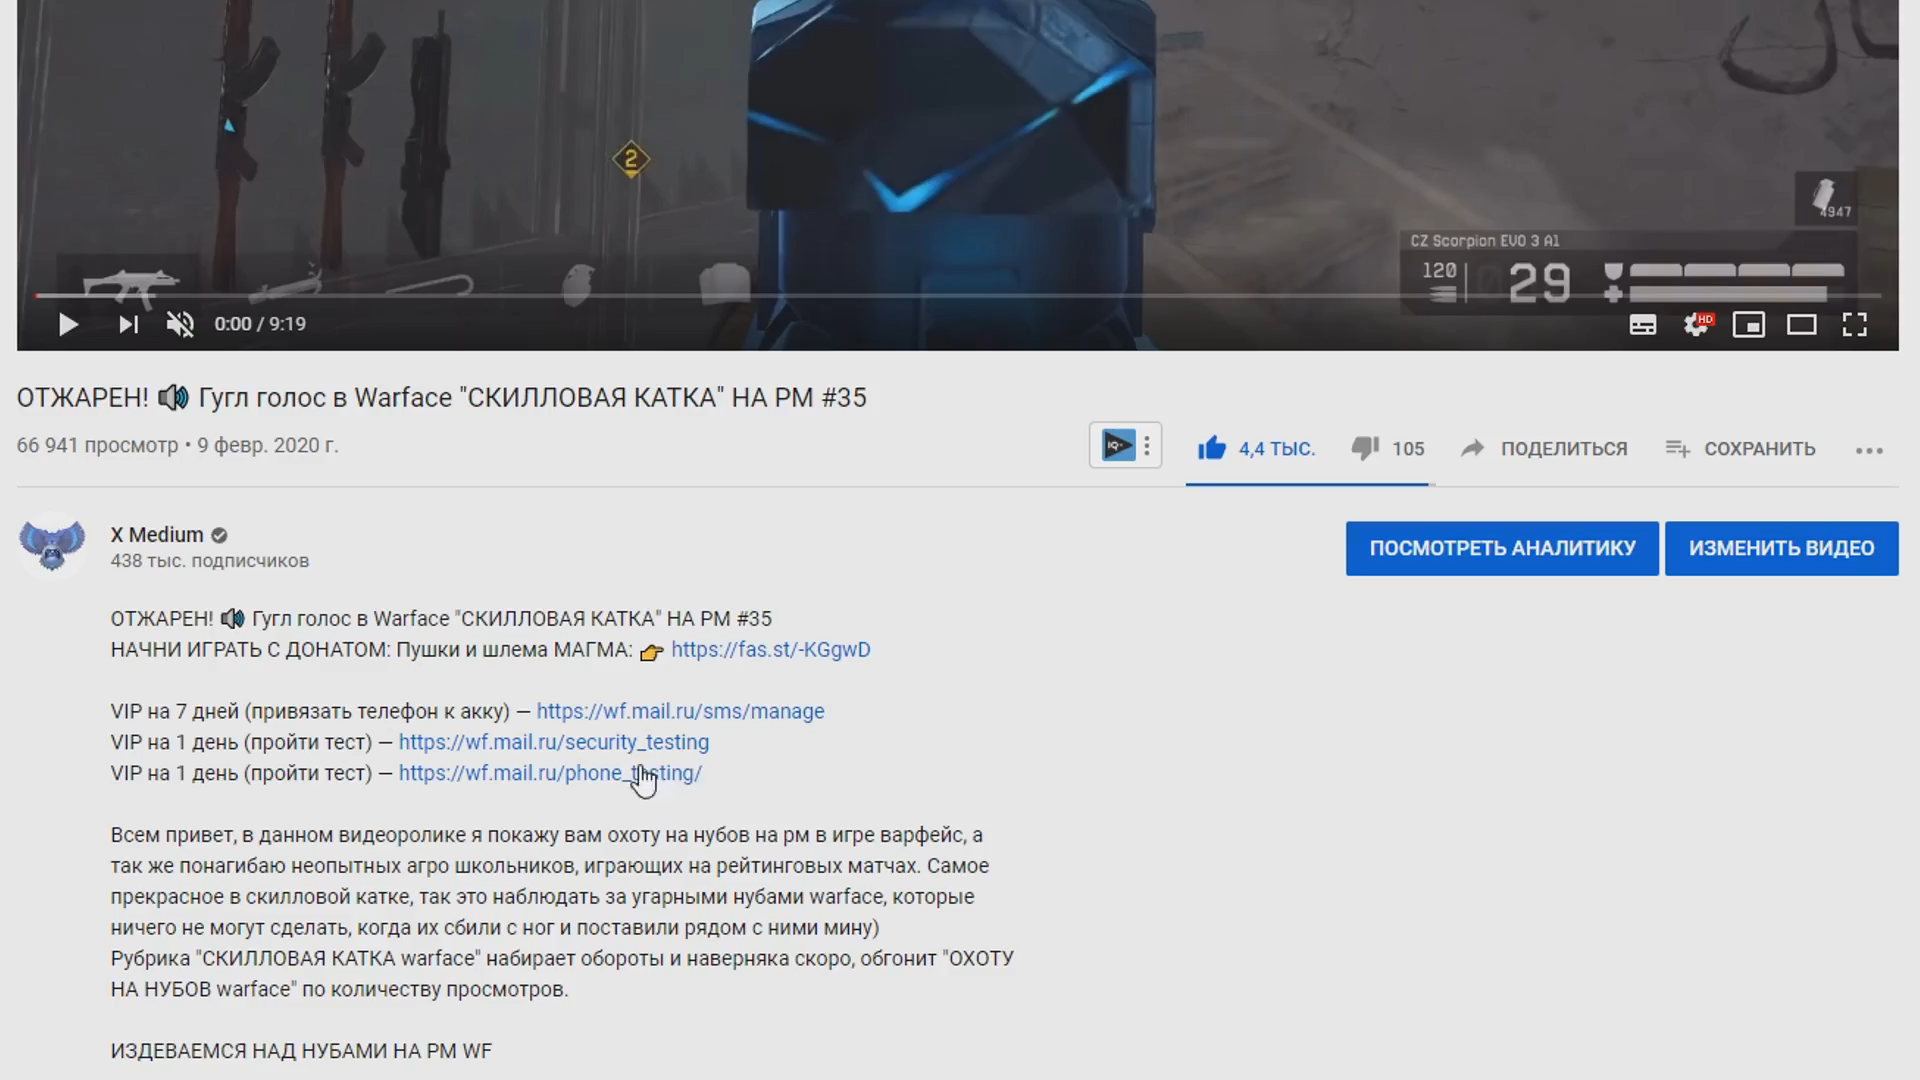 2
4947
CZ Scorpion EVO 3 A1
120
29
0:00 / 9:19
HD
ОТЖАРЕН! 🔊 Гугл голос в Warface "СКИЛЛОВАЯ КАТКА" НА РМ #35
66 941 просмотр • 9 февр. 2020 г.
IQ
4,4 ТЫС.
105
ПОДЕЛИТЬСЯ
СОХРАНИТЬ
X Medium
438 тыс. подписчиков
ПОСМОТРЕТЬ АНАЛИТИКУ
ИЗМЕНИТЬ ВИДЕО
ОТЖАРЕН! 🔊 Гугл голос в Warface "СКИЛЛОВАЯ КАТКА" НА РМ #35
НАЧНИ ИГРАТЬ С ДОНАТОМ: Пушки и шлема МАГМА: 👉 https://fas.st/-KGgwD
VIP на 7 дней (привязать телефон к акку) — https://wf.mail.ru/sms/manage
VIP на 1 день (пройти тест) — https://wf.mail.ru/security_testing
VIP на 1 день (пройти тест) — https://wf.mail.ru/phone_testing/
Всем привет, в данном видеоролике я покажу вам охоту на нубов на рм в игре варфейс, а
так же понагибаю неопытных агро школьников, играющих на рейтинговых матчах. Самое
прекрасное в скилловой катке, так это наблюдать за угарными нубами warface, которые
ничего не могут сделать, когда их сбили с ног и поставили рядом с ними мину)
Рубрика "СКИЛЛОВАЯ КАТКА warface" набирает обороты и наверняка скоро, обгонит "ОХОТУ
НА НУБОВ warface" по количеству просмотров.
ИЗДЕВАЕМСЯ НАД НУБАМИ НА РМ WF